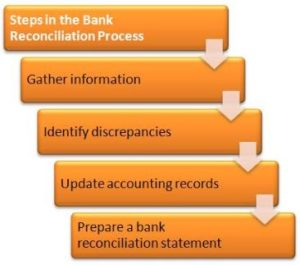 Steps in the Bank
Reconciliation Process
Gather information
Identify discrepancies
Update accounting records
Prepare a bank
reconciliation statement